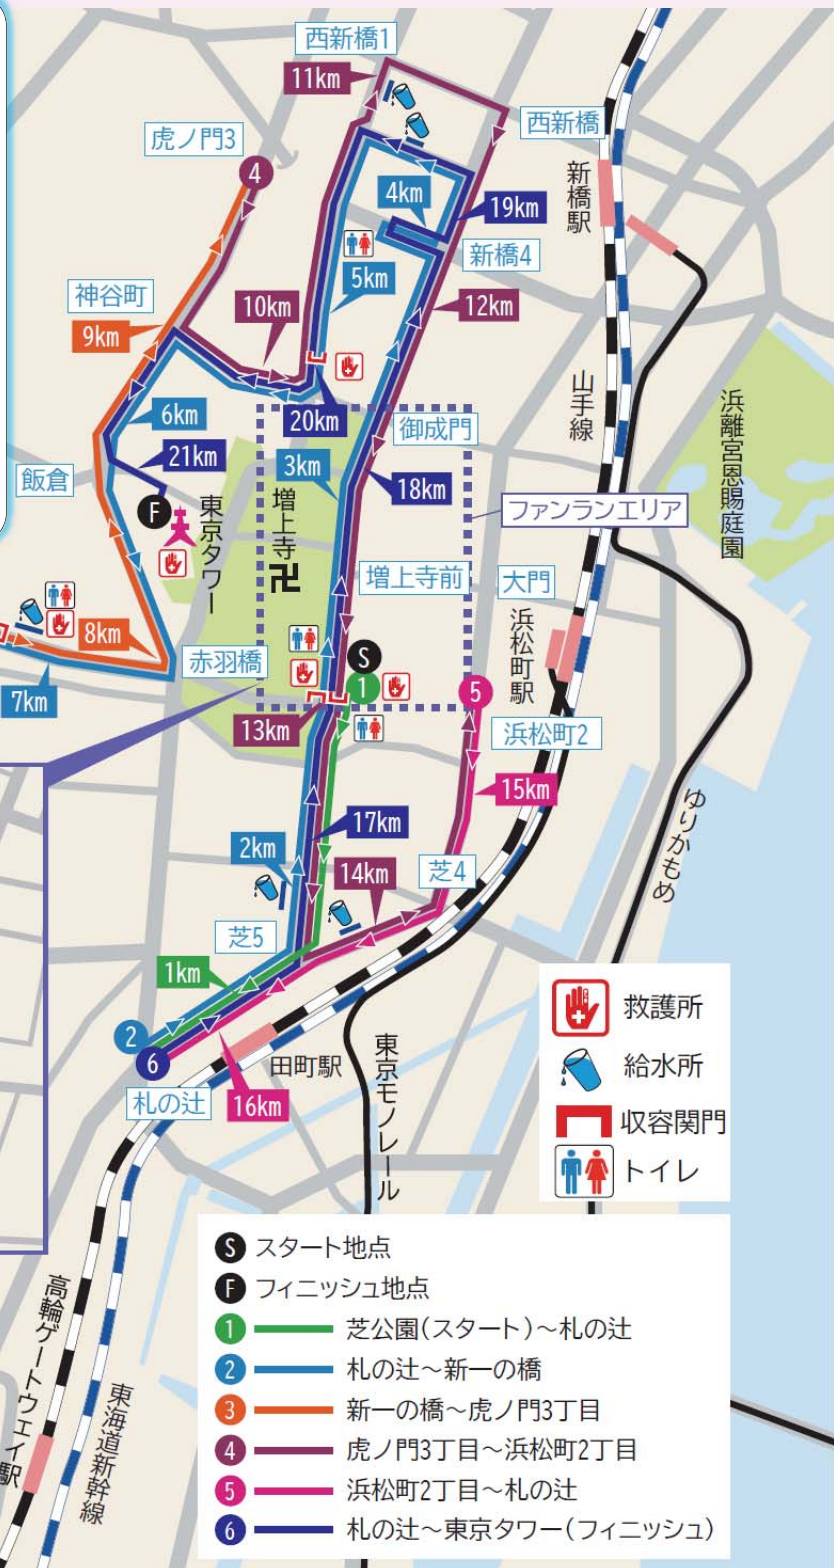 西新橋1
11km
虎ノ門3
西新橋
4
新橋駅
4km
19km
新橋4
神谷町
5km
9km
10km
12km
山手線
6km
20km
御成門
浜離宮恩賜庭園
21km
3km
飯倉
18km
F
東京タワー
増上寺
卍
ファンランエリア
増上寺前
大門
浜松町駅
8km
赤羽橋
S
1
5
7km
13km
浜松町2
15km
17km
ゆりかもめ
2km
14km
芝4
芝5
1km
2
6
田町駅
東京モノレール
札の辻
16km
救護所
給水所
収容関門
トイレ
S スタート地点
F フィニッシュ地点
1 芝公園(スタート)～札の辻
2 札の辻～新一の橋
3 新一の橋～虎ノ門3丁目
4 虎ノ門3丁目～浜松町2丁目
5 浜松町2丁目～札の辻
6 札の辻～東京タワー(フィニッシュ)
高輪ゲートウェイ駅
東海道新幹線